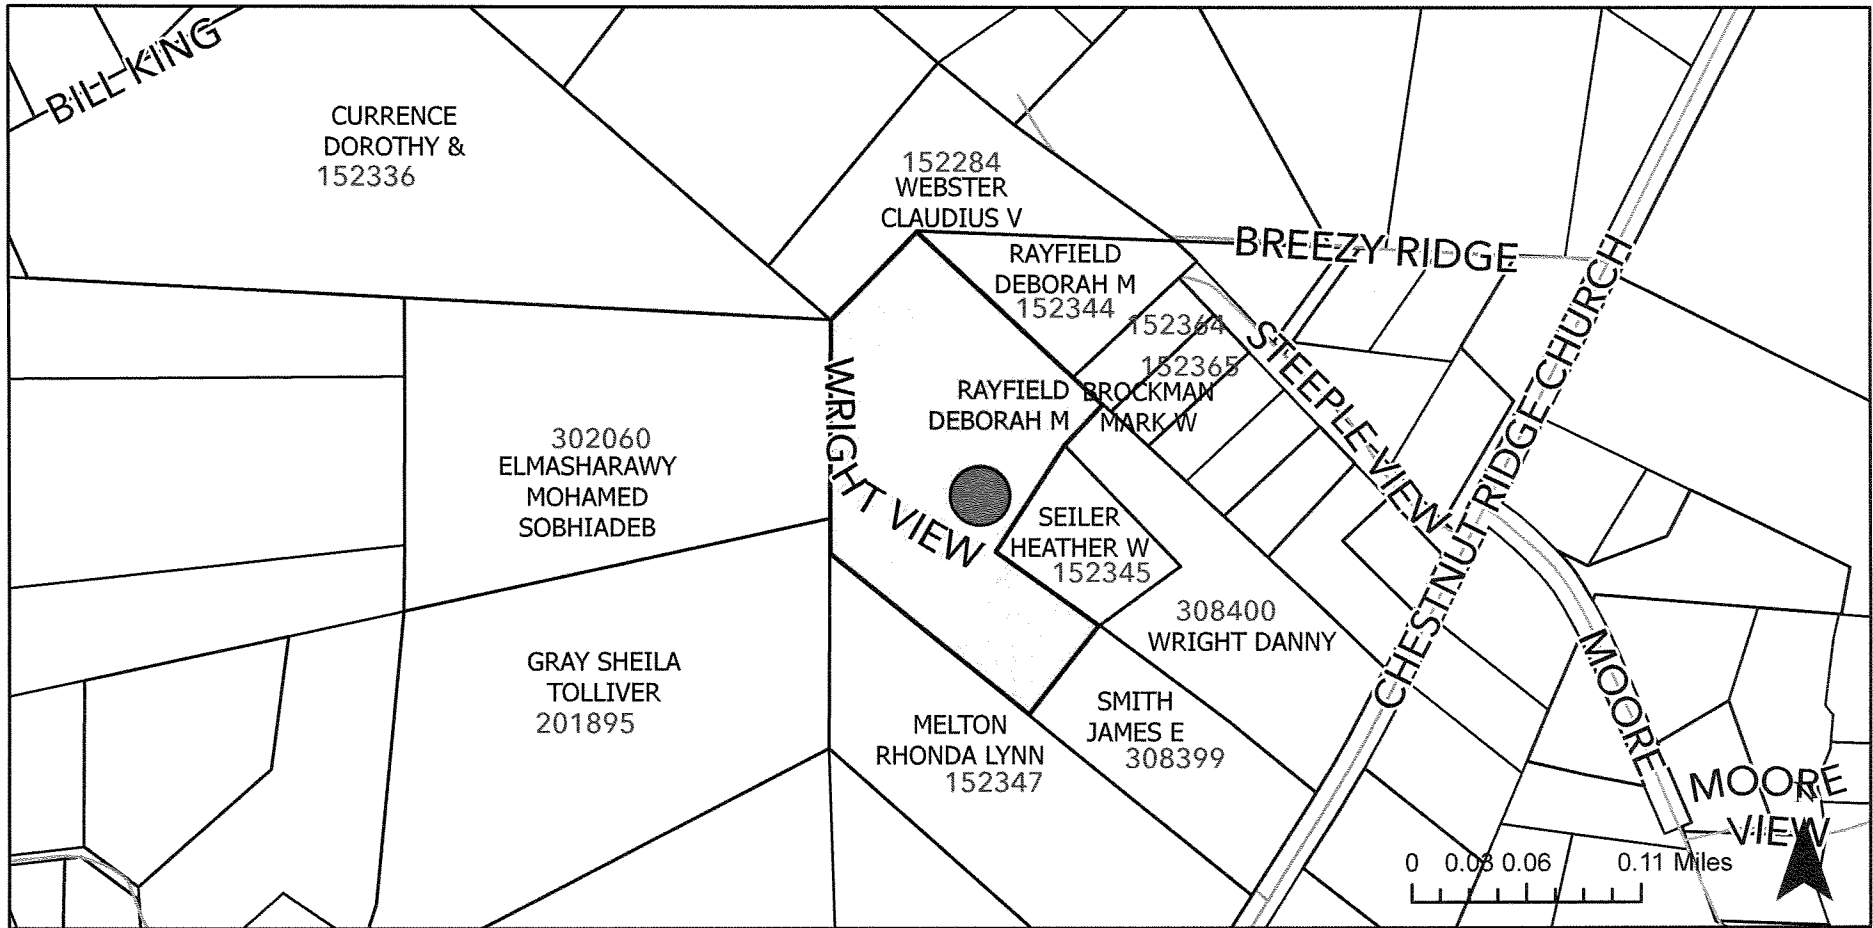 BILL KING
CURRENCE
DOROTHY &
152336
152284
WEBSTER
CLAUDIUS V
RAYFIELD
DEBORAH M
152344
BREEZY RIDGE
152364
152365
BROCKMAN
MARK W
RAYFIELD
DEBORAH M
STEEPLE VIEW
CHESTNUT RIDGE CHURCH
WRIGHT VIEW
302060
ELMASHARAWY
MOHAMED
SOBHIADEB
SEILER
HEATHER W
152345
308400
WRIGHT DANNY
GRAY SHEILA
TOLLIVER
201895
MELTON
RHONDA LYNN
152347
SMITH
JAMES E
308399
MOORE
MOORE
VIEW
N
0 0.03 0.06 0.11 Miles